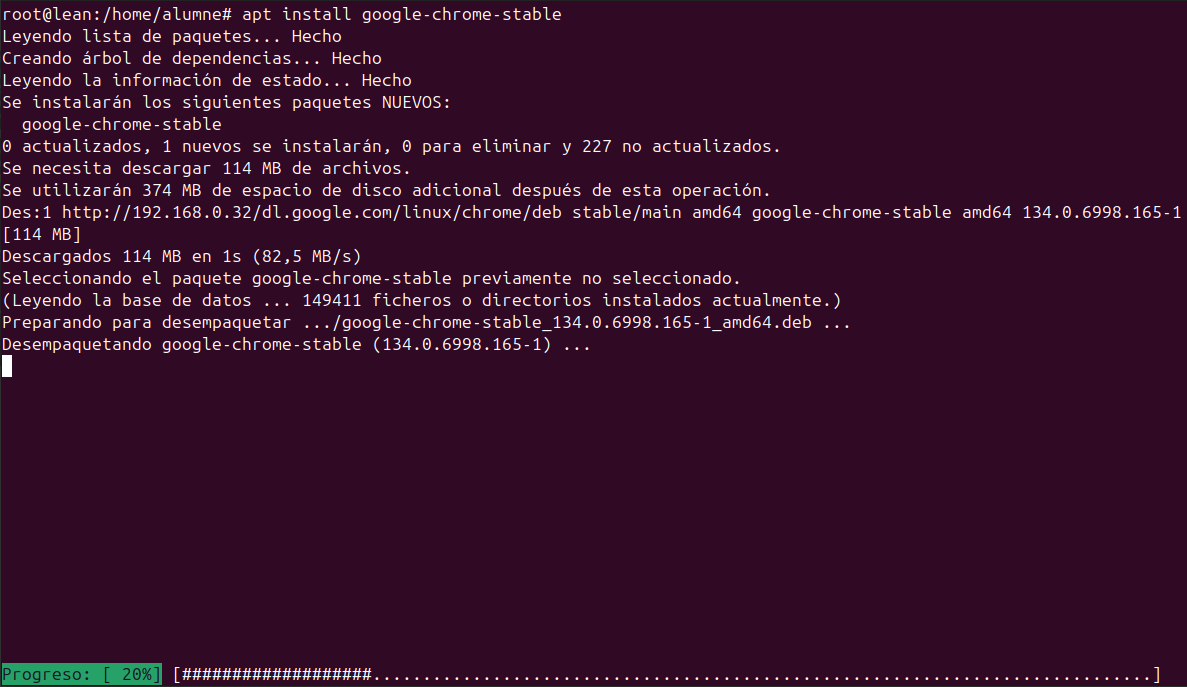 root@lean:/home/alumne# apt install google-chrome-stable
Leyendo lista de paquetes... Hecho
Creando árbol de dependencias... Hecho
Leyendo la información de estado... Hecho
Se instalarán los siguientes paquetes NUEVOS:
  google-chrome-stable
0 actualizados, 1 nuevos se instalarán, 0 para eliminar y 227 no actualizados.
Se necesita descargar 114 MB de archivos.
Se utilizarán 374 MB de espacio de disco adicional después de esta operación.
Des:1 http://192.168.0.32/dl.google.com/linux/chrome/deb stable/main amd64 google-chrome-stable amd64 134.0.6998.165-1
[114 MB]
Descargados 114 MB en 1s (82,5 MB/s)
Seleccionando el paquete google-chrome-stable previamente no seleccionado.
(Leyendo la base de datos ... 149411 ficheros o directorios instalados actualmente.)
Preparando para desempaquetar .../google-chrome-stable_134.0.6998.165-1_amd64.deb ...
Desempaquetando google-chrome-stable (134.0.6998.165-1) ...
Progreso: [ 20%] [###################..............................................................................]